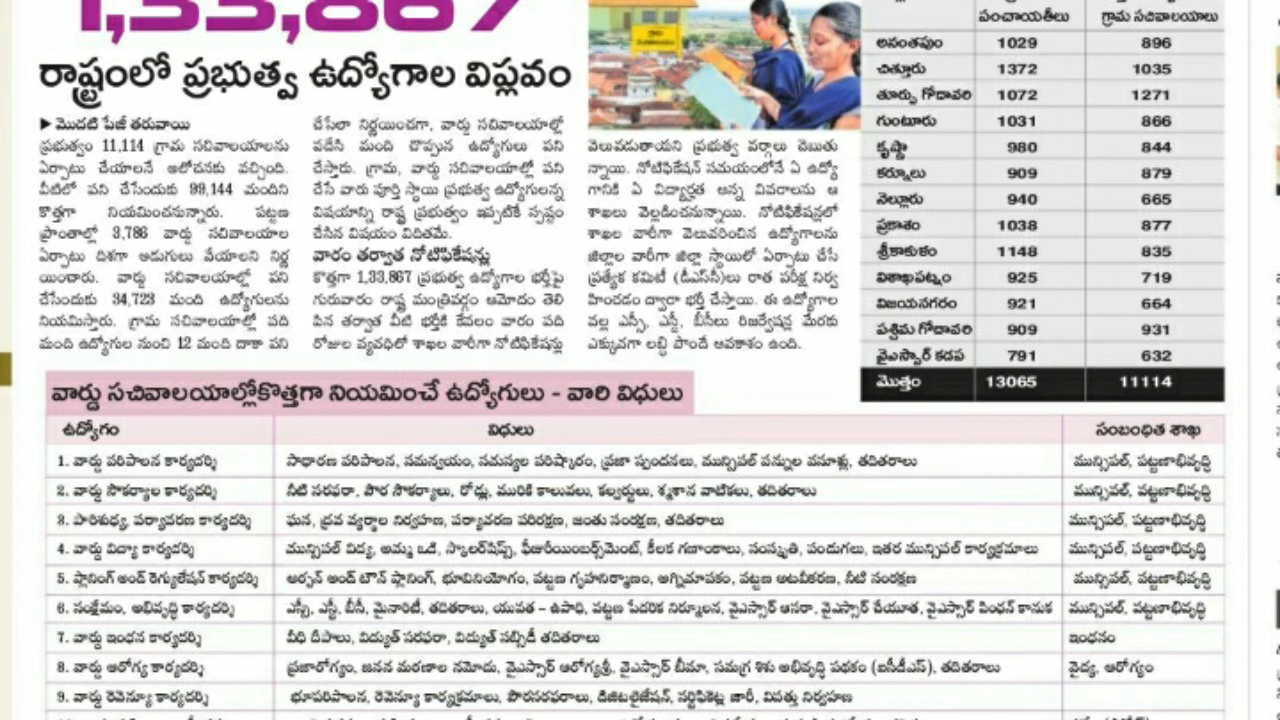 1,33,867
రాష్ట్రంలో ప్రభుత్వ ఉద్యోగాల విప్లవం
▶ మొదటి పేజీ తరువాయి
ప్రభుత్వం 11,114 గ్రామ సచివాలయాలను
ఏర్పాటు చేయాలనే ఆలోచనకు వచ్చింది.
వీటిలో పని చేసేందుకు 99,144 మందిని
కొత్తగా నియమించనున్నారు. పట్టణ
ప్రాంతాల్లో 3,786 వార్డు సచివాలయాల
ఏర్పాటు దిశగా అడుగులు వేయాలని నిర్ణ
యించారు. వార్డు సచివాలయాల్లో పని
చేసేందుకు 34,723 మంది ఉద్యోగులను
నియమిస్తారు. గ్రామ సచివాలయాల్లో పది
మంది ఉద్యోగుల నుంచి 12 మంది దాకా పని
చేసేలా నిర్ణయించగా, వార్డు సచివాలయాల్లో
పదేసి మంది చొప్పున ఉద్యోగులు పని
చేస్తారు. గ్రామ, వార్డు సచివాలయాల్లో పని
చేసే వారు పూర్తి స్థాయి ప్రభుత్వ ఉద్యోగులన్న
విషయాన్ని రాష్ట్ర ప్రభుత్వం ఇప్పటికే స్పష్టం
చేసిన విషయం విదితమే.
వారం తర్వాత నోటిఫికేషన్లు
కొత్తగా 1,33,867 ప్రభుత్వ ఉద్యోగాల భర్తీపై
గురువారం రాష్ట్ర మంత్రివర్గం ఆమోదం తెలి
పిన తర్వాత వీటి భర్తీకి కేవలం వారం పది
రోజుల వ్యవధిలో శాఖల వారీగా నోటిఫికేషన్లు
వెలువడుతాయని ప్రభుత్వ వర్గాలు చెబుతు
న్నాయి. నోటిఫికేషన్ సమయంలోనే ఏ ఉద్యో
గానికి ఏ విద్యార్హత అన్న వివరాలను ఆ
శాఖలు వెల్లడించనున్నాయి. నోటిఫికేషన్లలో
శాఖల వారీగా వెలువరించిన ఉద్యోగాలను
జిల్లాల వారీగా జిల్లా స్థాయిలో ఏర్పాటు చేసే
ప్రత్యేక కమిటీ (డీఎస్‌సీ)లు రాత పరీక్ష నిర్వ
హించడం ద్వారా భర్తీ చేస్తాయి. ఈ ఉద్యోగాల
వల్ల ఎస్సీ, ఎస్టీ, బీసీలు రిజర్వేషన్ల మేరకు
ఎక్కువగా లబ్ధి పొందే అవకాశం ఉంది.
పంచాయతీలు గ్రామ సచివాలయాలు
అనంతపురం 1029 896
చిత్తూరు 1372 1035
తూర్పు గోదావరి 1072 1271
గుంటూరు 1031 866
కృష్ణా 980 844
కర్నూలు 909 879
నెల్లూరు 940 665
ప్రకాశం 1038 877
శ్రీకాకుళం 1148 835
విశాఖపట్నం 925 719
విజయనగరం 921 664
పశ్చిమ గోదావరి 909 931
వైఎస్సార్ కడప 791 632
మొత్తం 13065 11114
వార్డు సచివాలయాల్లోకొత్తగా నియమించే ఉద్యోగులు - వారి విధులు
ఉద్యోగం విధులు సంబంధిత శాఖ
1. వార్డు పరిపాలన కార్యదర్శి సాధారణ పరిపాలన, సమన్వయం, సమస్యల పరిష్కారం, ప్రజా స్పందనలు, మున్సిపల్ పన్నుల వసూళ్లు, తదితరాలు మున్సిపల్, పట్టణాభివృద్ధి
2. వార్డు సౌకర్యాల కార్యదర్శి నీటి సరఫరా, పౌర సౌకర్యాలు, రోడ్లు, మురికి కాలువలు, కల్వర్టులు, శ్మశాన వాటికలు, తదితరాలు మున్సిపల్, పట్టణాభివృద్ధి
3. పారిశుధ్య, పర్యావరణ కార్యదర్శి ఘన, ద్రవ వ్యర్థాల నిర్వహణ, పర్యావరణ పరిరక్షణ, జంతు సంరక్షణ, తదితరాలు మున్సిపల్, పట్టణాభివృద్ధి
4. వార్డు విద్యా కార్యదర్శి మున్సిపల్ విద్య, అమ్మ ఒడి, స్కాలర్‌షిప్స్, ఫీజురీయింబర్స్‌మెంట్, కీలక గణాంకాలు, సంస్కృతి, పండుగలు, ఇతర మున్సిపల్ కార్యక్రమాలు మున్సిపల్, పట్టణాభివృద్ధి
5. ప్లానింగ్ అండ్ రెగ్యులేషన్ కార్యదర్శి అర్బన్ అండ్ టౌన్ ప్లానింగ్, భూవినియోగం, పట్టణ గృహనిర్మాణం, అగ్నిమాపకం, పట్టణ అటవీకరణ, నీటి సంరక్షణ మున్సిపల్, పట్టణాభివృద్ధి
6. సంక్షేమం, అభివృద్ధి కార్యదర్శి ఎస్సీ, ఎస్టీ, బీసీ, మైనారిటీ, తదితరాలు, యువత – ఉపాధి, పట్టణ పేదరిక నిర్మూలన, వైఎస్సార్ ఆసరా, వైఎస్సార్ చేయూత, వైఎస్సార్ పింఛన్ కానుక మున్సిపల్, పట్టణాభివృద్ధి
7. వార్డు ఇంధన కార్యదర్శి వీధి దీపాలు, విద్యుత్ సరఫరా, విద్యుత్ సబ్సిడీ తదితరాలు ఇంధనం
8. వార్డు ఆరోగ్య కార్యదర్శి ప్రజారోగ్యం, జనన మరణాల నమోదు, వైఎస్సార్ ఆరోగ్యశ్రీ, వైఎస్సార్ బీమా, సమగ్ర శిశు అభివృద్ధి పథకం (ఐసీడీఎస్), తదితరాలు వైద్య, ఆరోగ్యం
9. వార్డు రెవెన్యూ కార్యదర్శి భూపరిపాలన, రెవెన్యూ కార్యక్రమాలు, పౌరసరఫరాలు, డిజిటలైజేషన్, సర్టిఫికెట్ల జారీ, విపత్తు నిర్వహణ